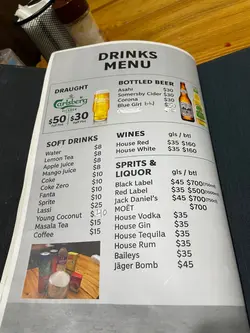 DRINKS
MENU
DRAUGHT
Carlsberg
$50 $30
BOTTLED BEER
Asahi $30
Somersby Cider $30
Corona $30
Blue Girl
SOFT DRINKS
Water $8
Lemon Tea $8
Apple Juice $8
Mango Juice $8
Coke $10
Coke Zero $10
Fanta $10
Sprite $10
Lassi $25
Young Coconut
Masala Tea $15
Coffee $15
WINES gls / btl
House Red $35 $160
House White $35 $160
SPRITS &
LIQUOR gls / btl
Black Label $45 $700
Red Label $35 $500
Jack Daniel's $45 $700
MOËT $700
House Vodka $35
House Gin $35
House Tequila $35
House Rum $35
Baileys $35
Jäger Bomb $45